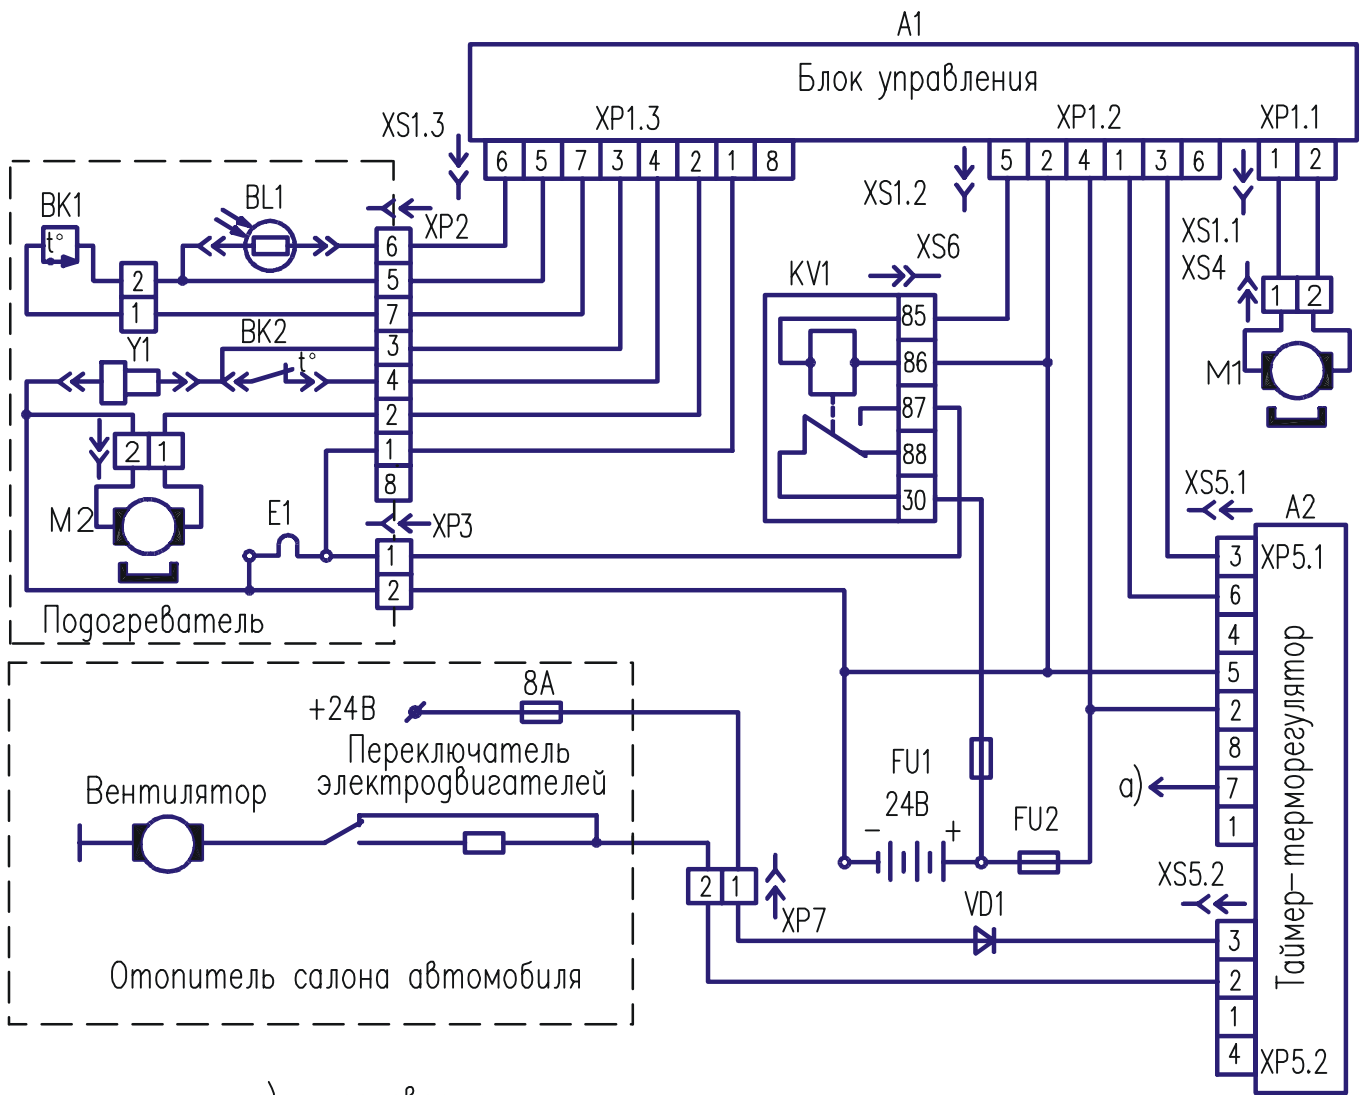 A1
Блок управления
XS1.3
XP1.3
XP1.2
XP1.1
6 5 7 3 4 2 1 8
5 2 4 1 3 6
1 2
XS1.2
XS1.1
XS4
BK1
t°
BL1
XP2
6
5
7
3
4
2
1
8
2
1
BK2
t°
Y1
2 1
M2
E1
XP3
1
2
Подогреватель
XS6
KV1
85
86
87
88
30
1 2
M1
XS5.1
A2
XP5.1
3
6
4
5
2
8
7
1
а)
Таймер-терморегулятор
+24В
8А
Переключатель
электродвигателей
Вентилятор
FU1
24В
− +
FU2
2 1
XP7
VD1
XS5.2
3
2
1
4
XP5.2
Отопитель салона автомобиля